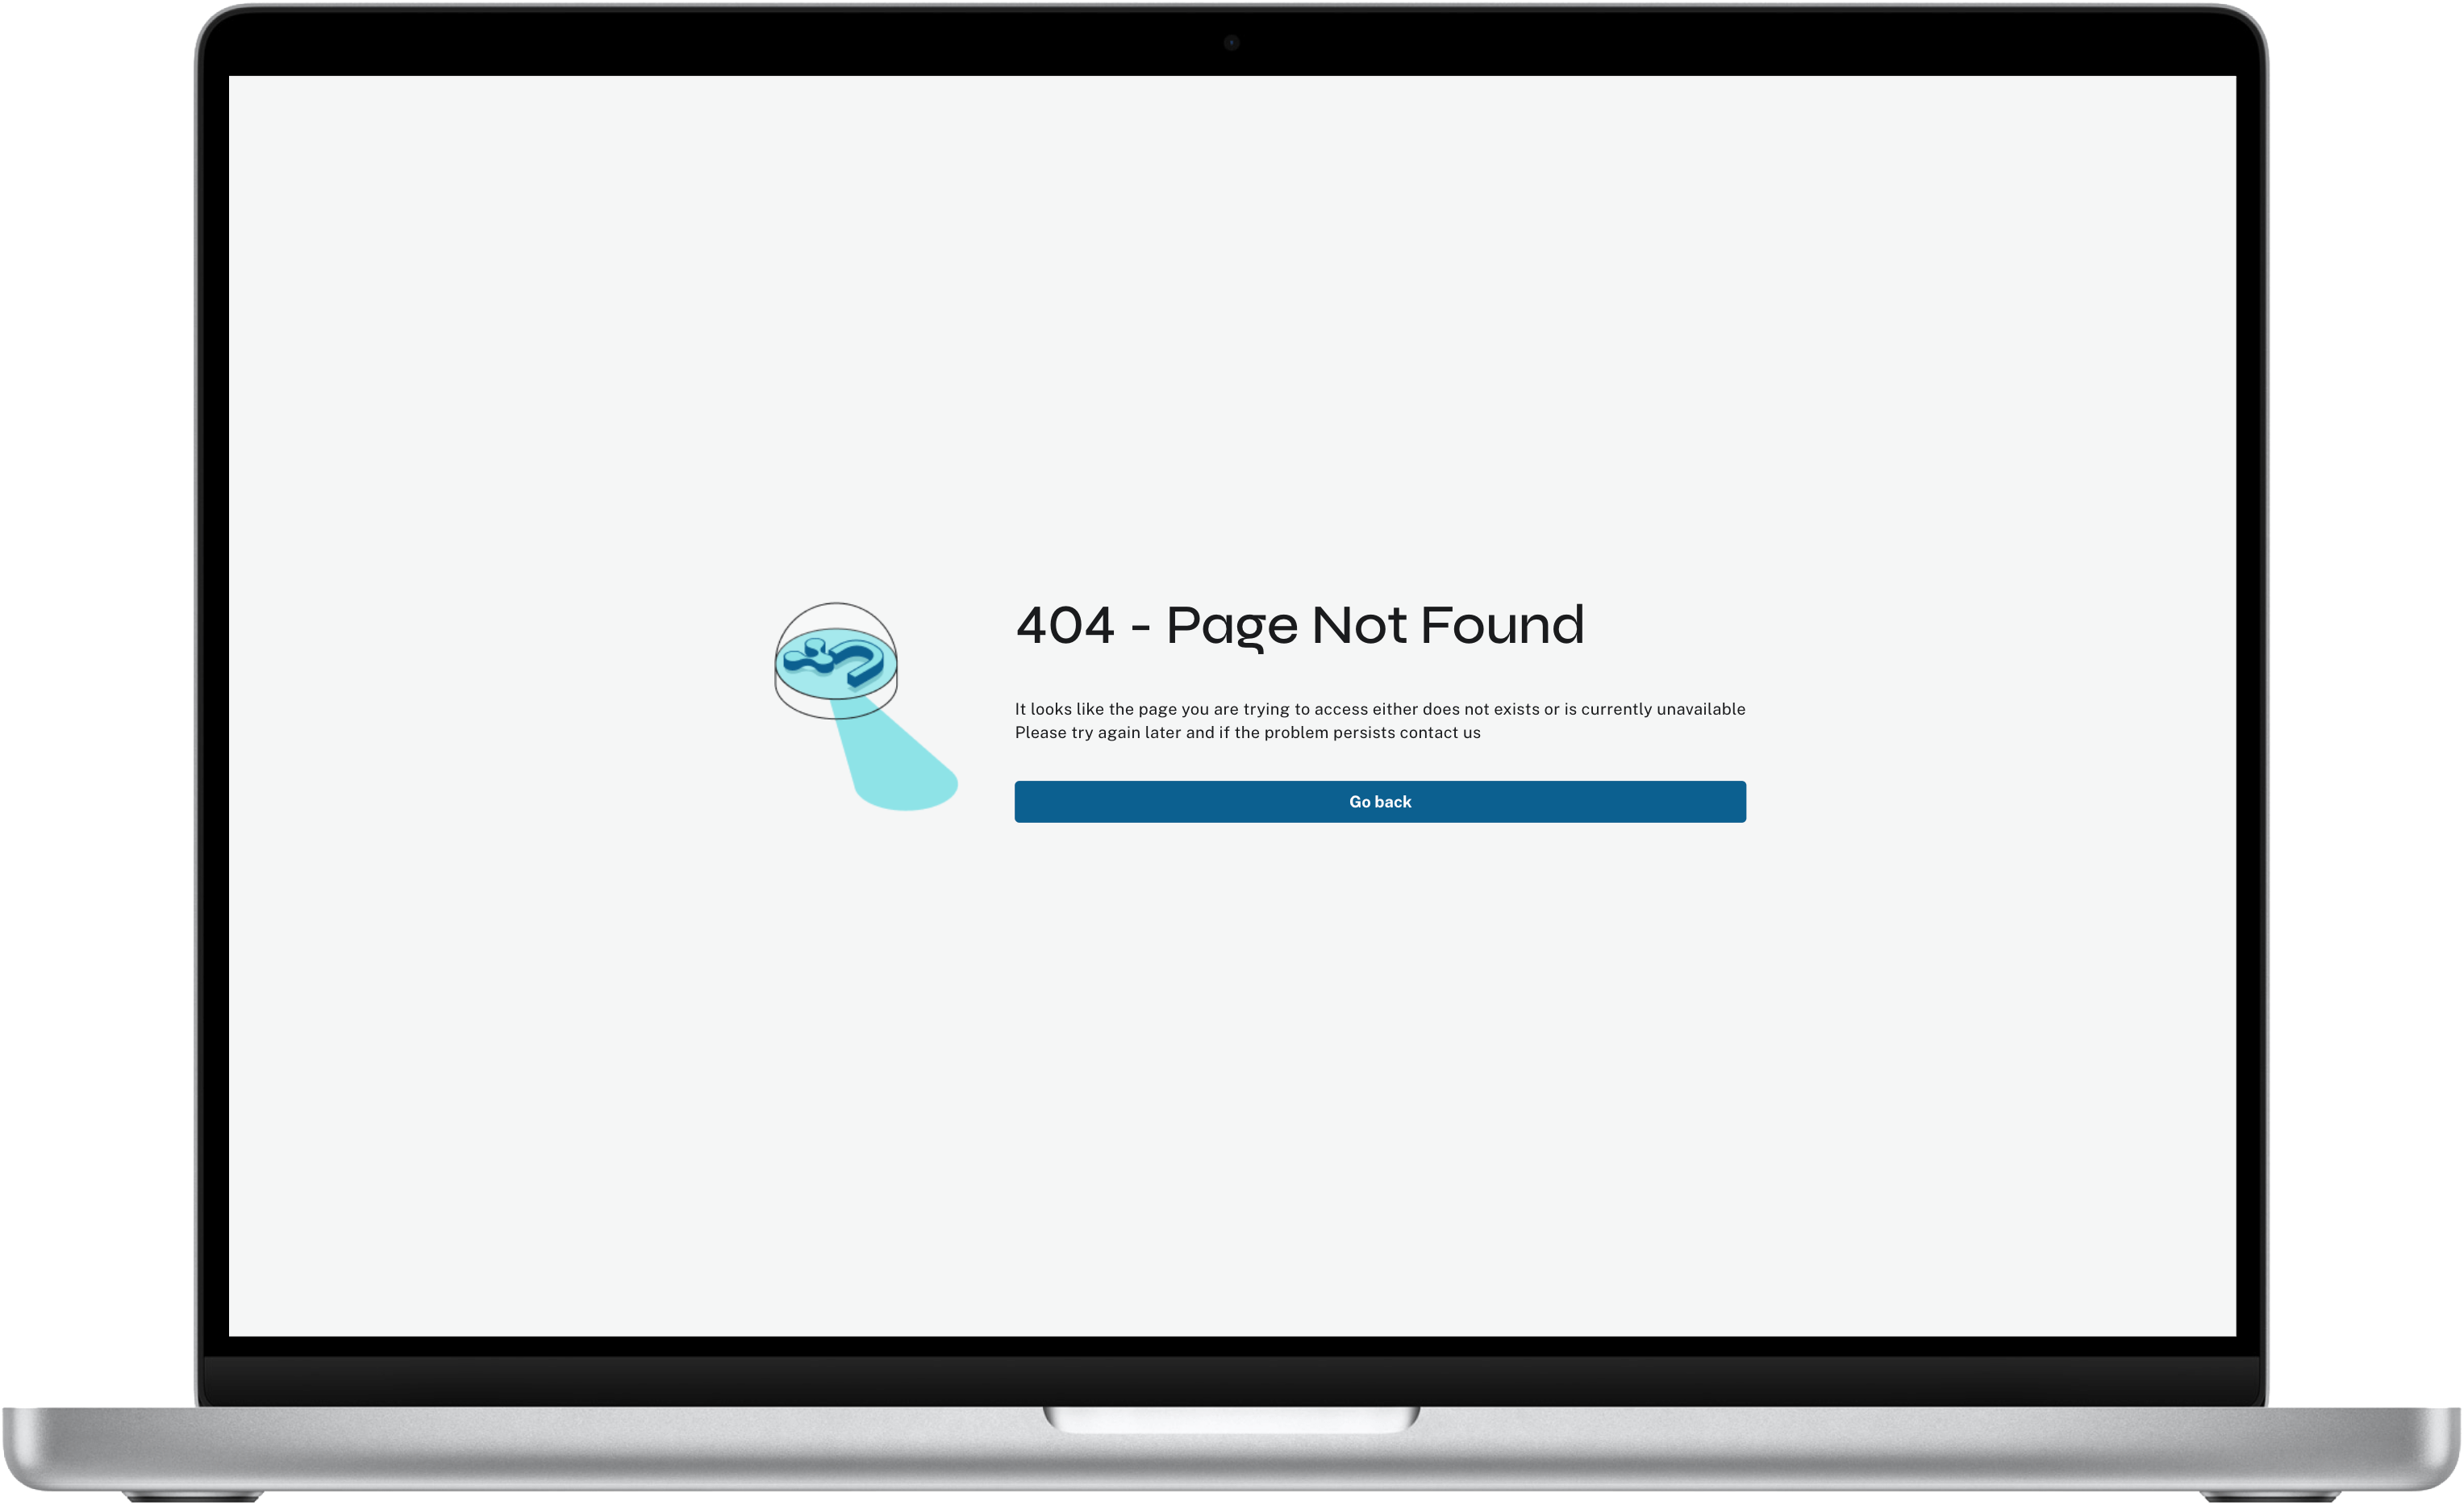 404 - Page Not Found
It looks like the page you are trying to access either does not exists or is currently unavailable
Please try again later and if the problem persists contact us
Go back